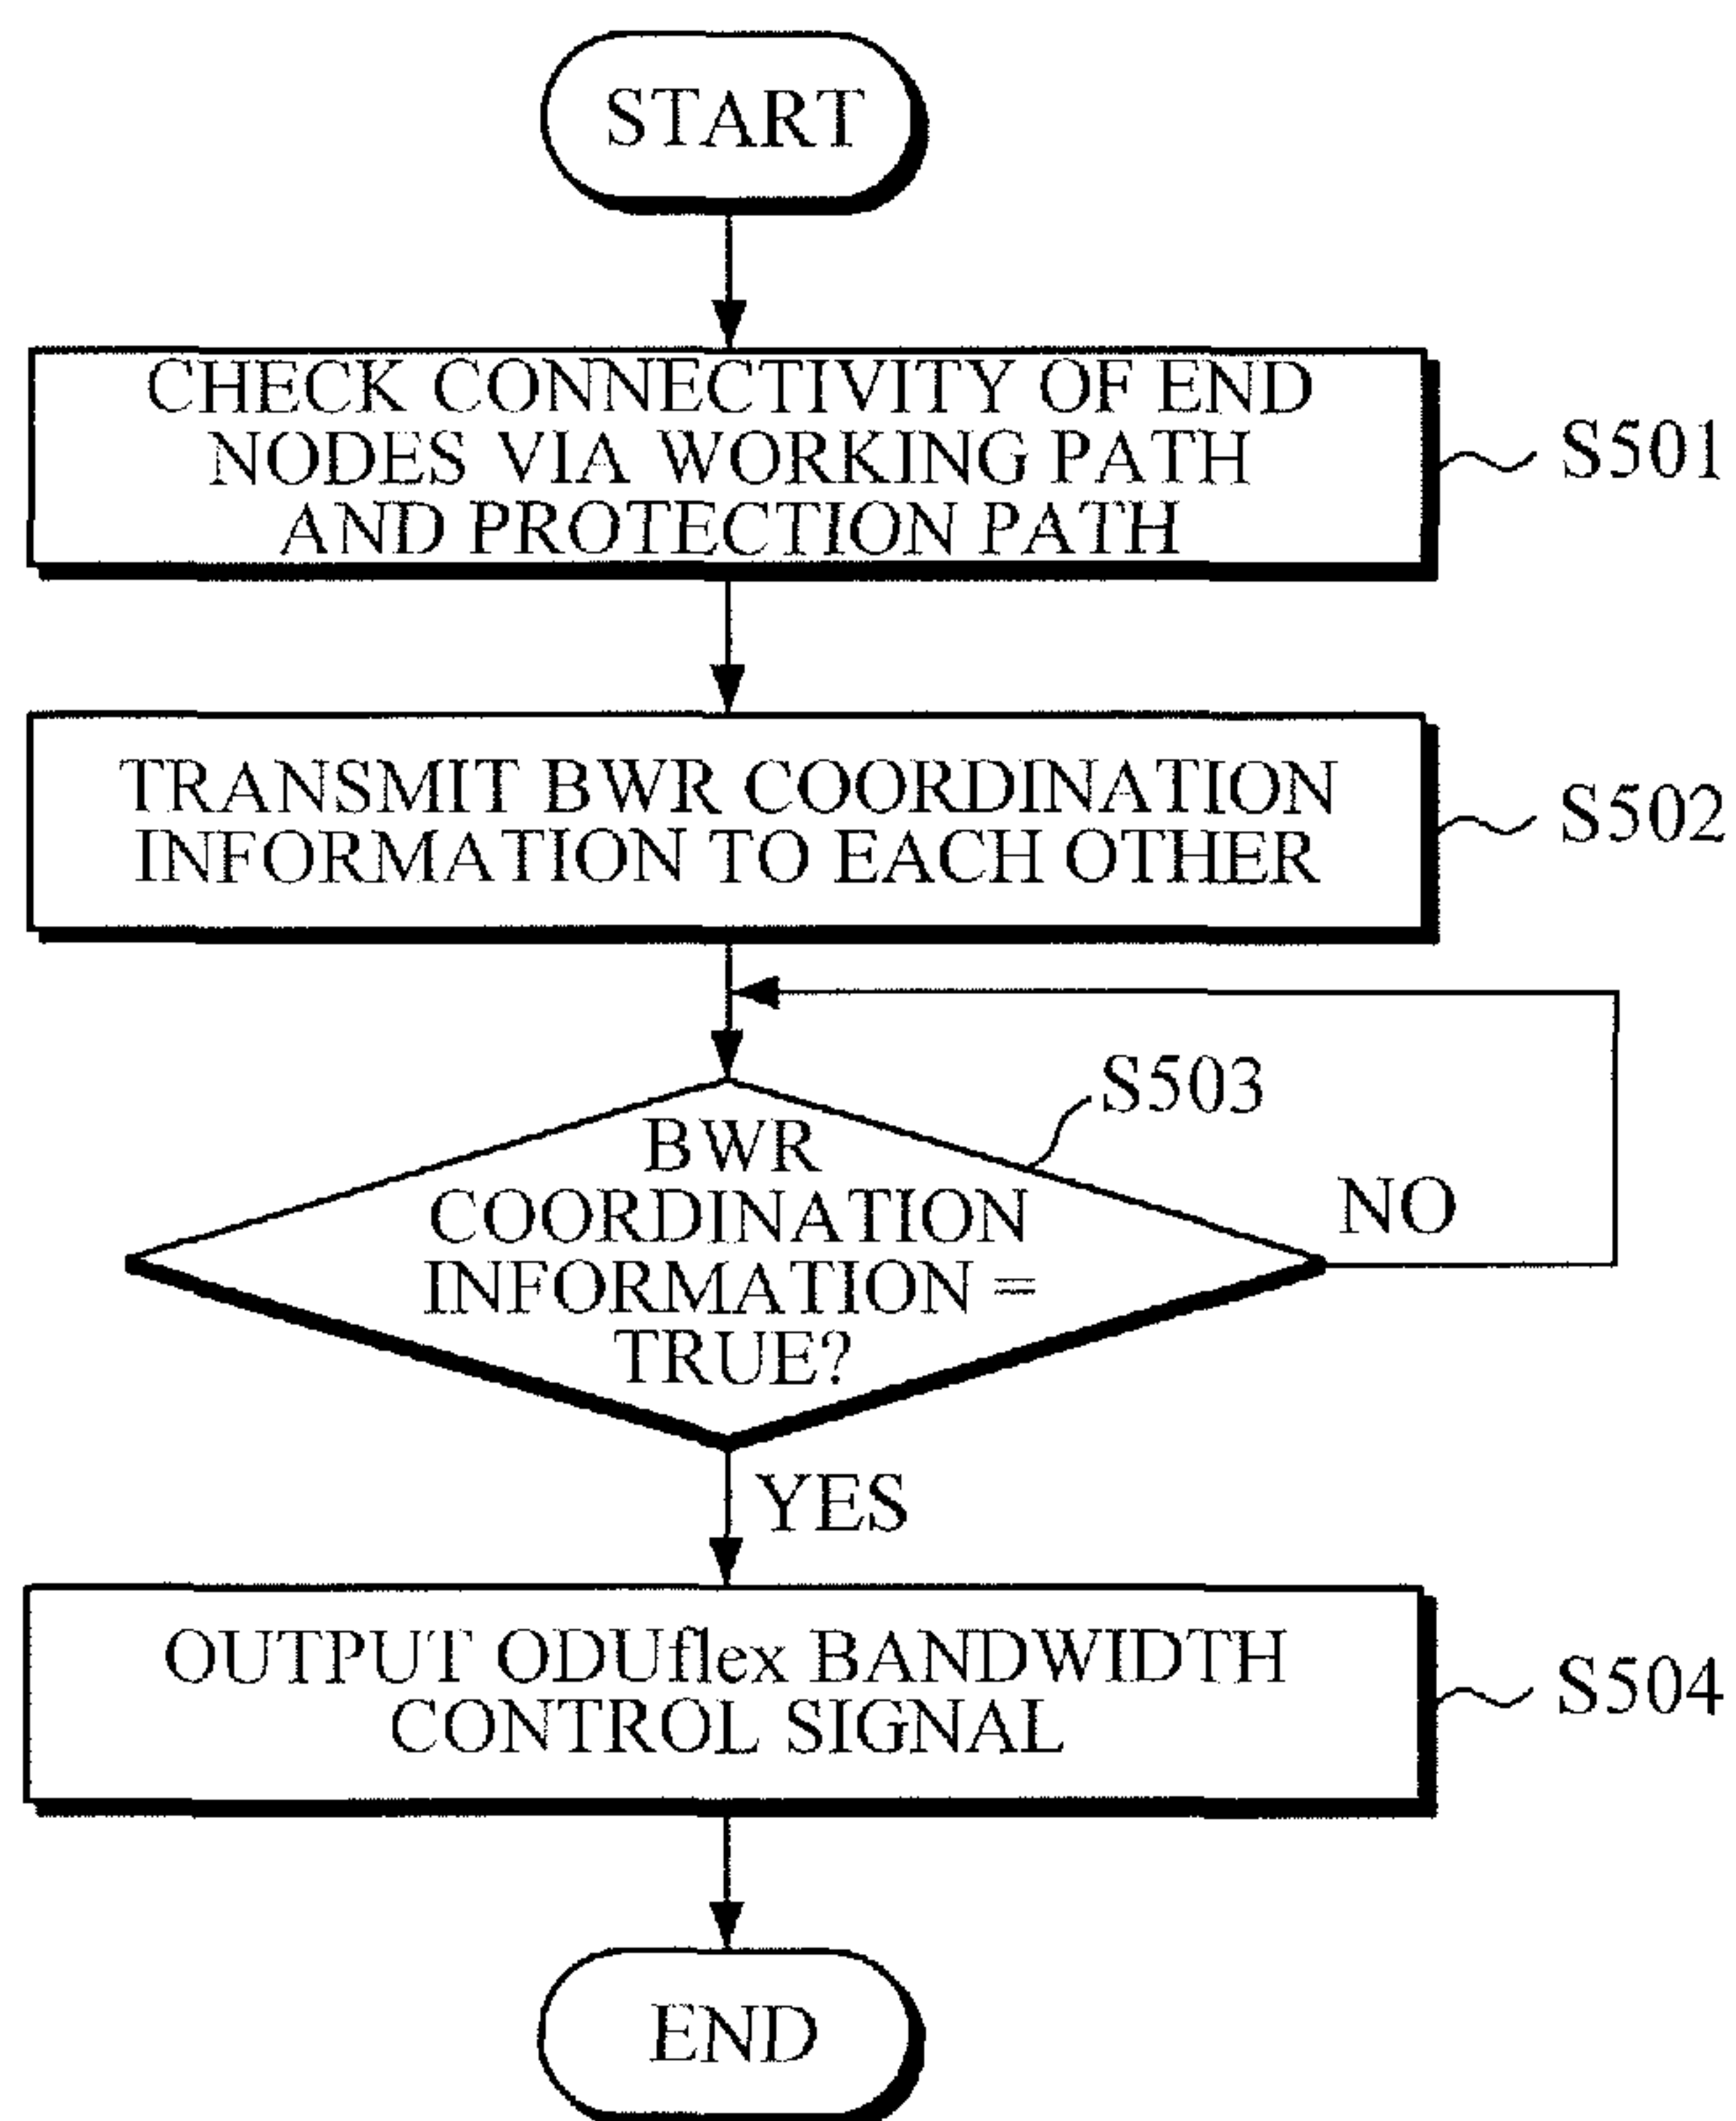 START
CHECK CONNECTIVITY OF END
NODES VIA WORKING PATH
AND PROTECTION PATH
S501
TRANSMIT BWR COORDINATION
INFORMATION TO EACH OTHER
S502
S503
BWR
COORDINATION
INFORMATION =
TRUE?
NO
YES
OUTPUT ODUflex BANDWIDTH
CONTROL SIGNAL
S504
END